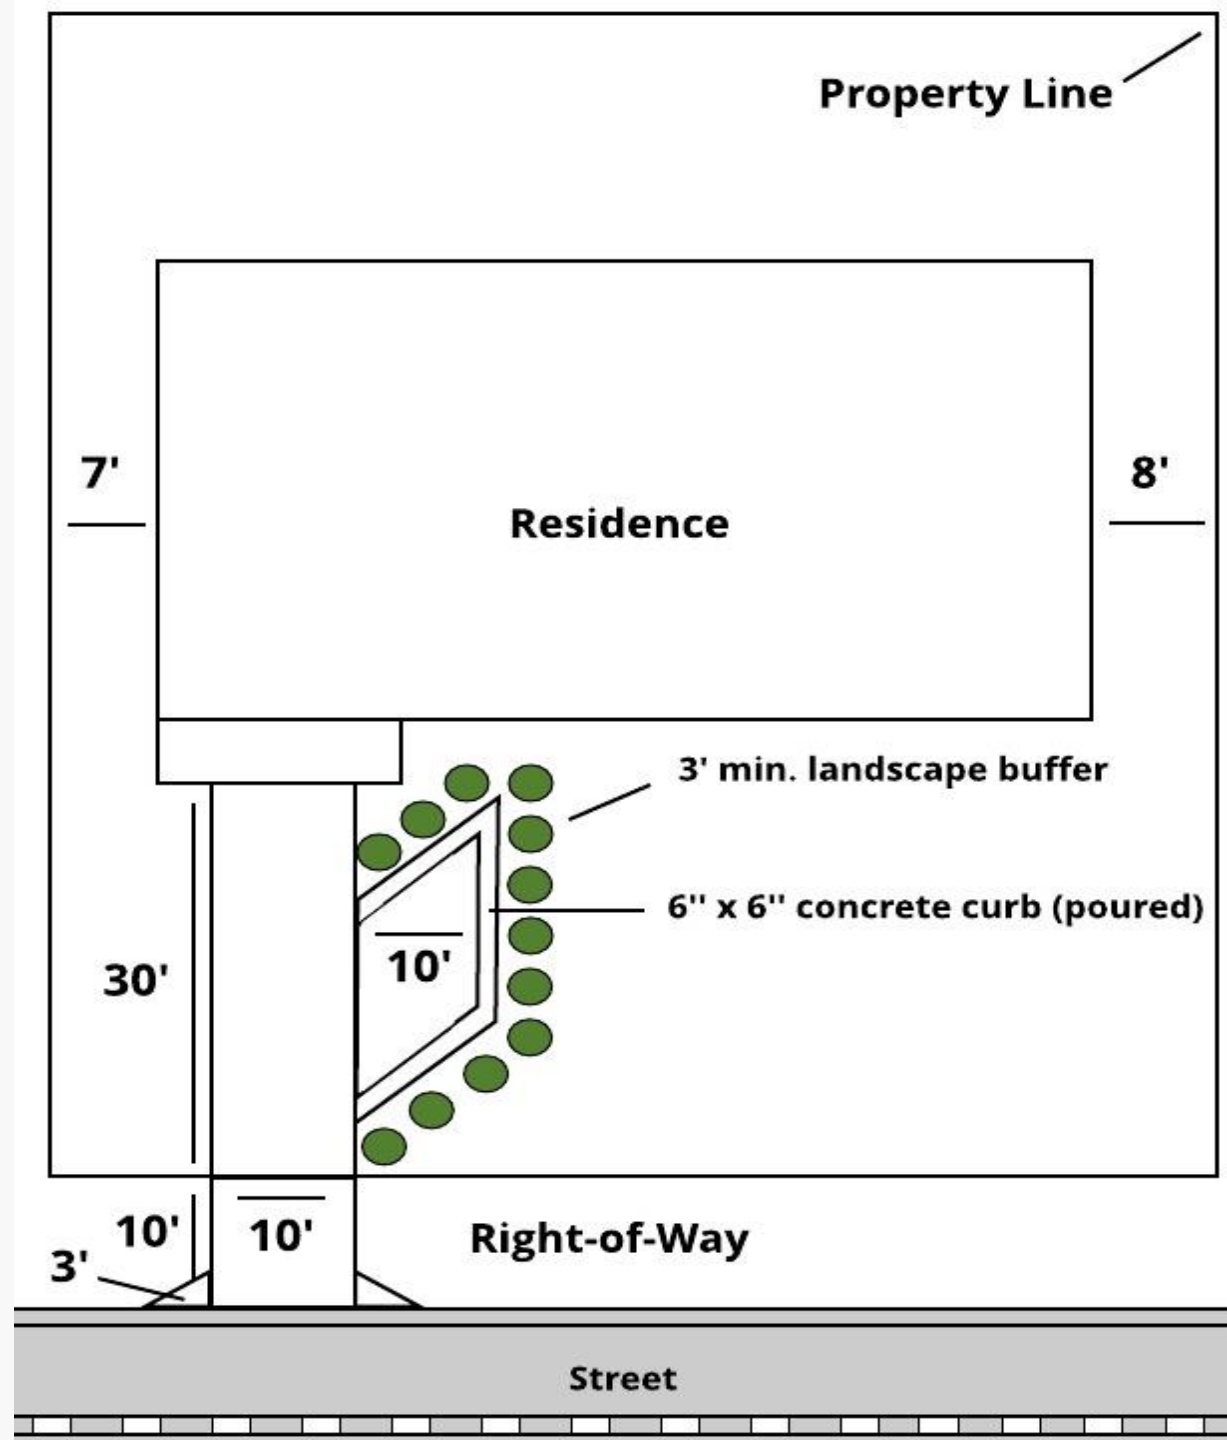 Property Line
7'
8'
Residence
3' min. landscape buffer
6'' x 6'' concrete curb (poured)
10'
30'
10'
10'
Right-of-Way
3'
Street